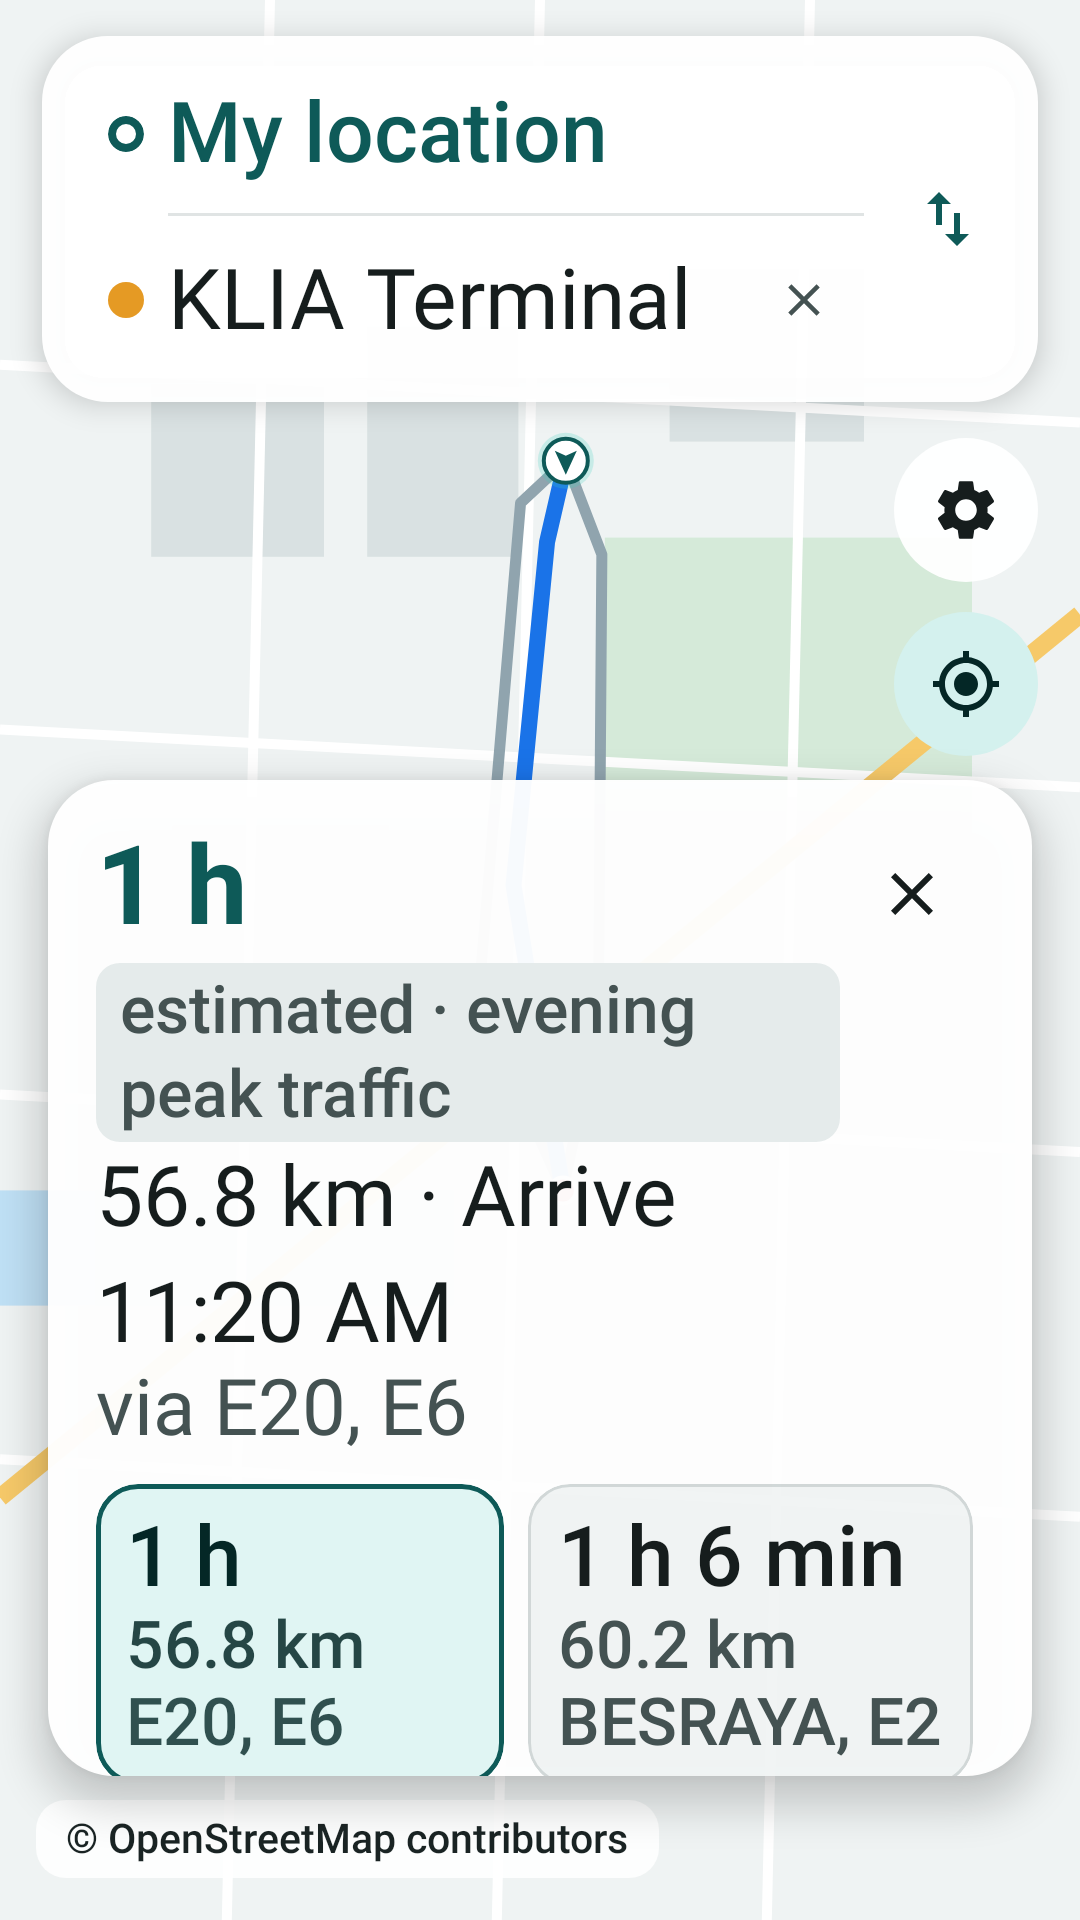 My location
KLIA Terminal
1 h
estimated · evening
peak traffic
56.8 km · Arrive
11:20 AM
via E20, E6
1 h
56.8 km
E20, E6
1 h 6 min
60.2 km
BESRAYA, E2
© OpenStreetMap contributors